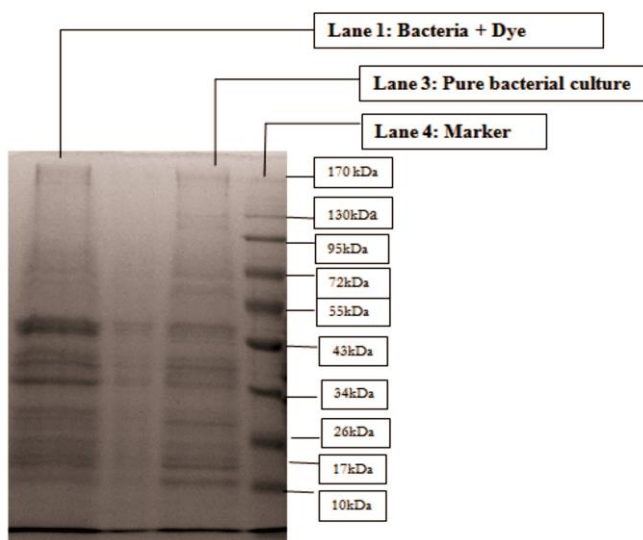 Lane 1: Bacteria + Dye
Lane 3: Pure bacterial culture
Lane 4: Marker
170 kDa
130kDa
95kDa
72kDa
55kDa
43kDa
34kDa
26kDa
17kDa
10kDa